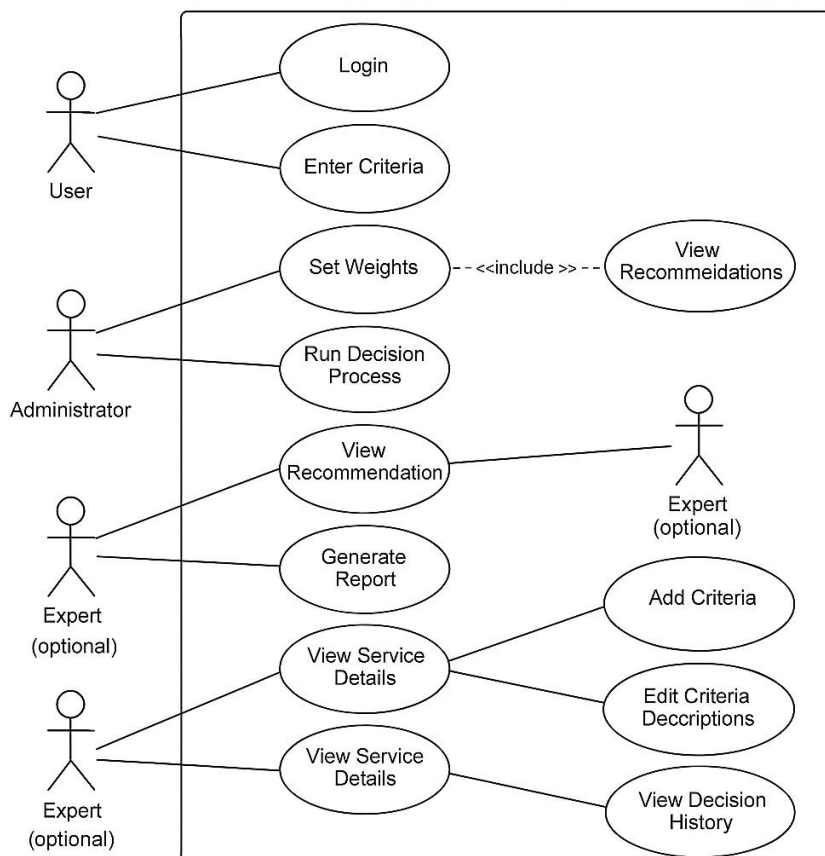 Login
User
Enter Criteria
Set Weights
<<include >>
View
Recommeidations
Administrator
Run Decision
Process
View
Recommendation
Expert
(optional)
Expert
(optional)
Generate
Report
Add Criteria
View Service
Details
Edit Criteria
Deccriptions
Expert
(optional)
View Service
Details
View Decision
History